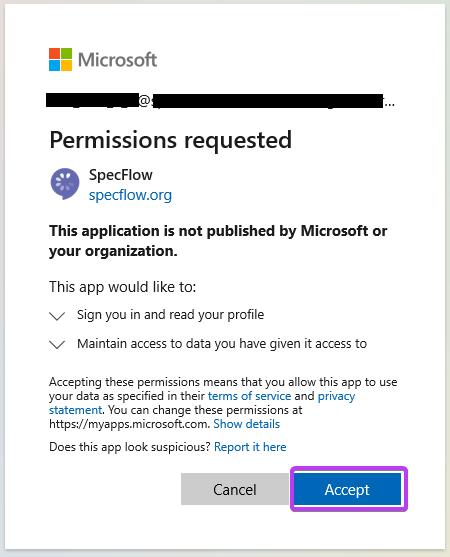 Microsoft
@
...
Permissions requested
SpecFlow
specflow.org
This application is not published by Microsoft or
your organization.
This app would like to:
Sign you in and read your profile
Maintain access to data you have given it access to
Accepting these permissions means that you allow this app to use
your data as specified in their terms of service and privacy
statement. You can change these permissions at
https://myapps.microsoft.com. Show details
Does this app look suspicious? Report it here
Cancel
Accept